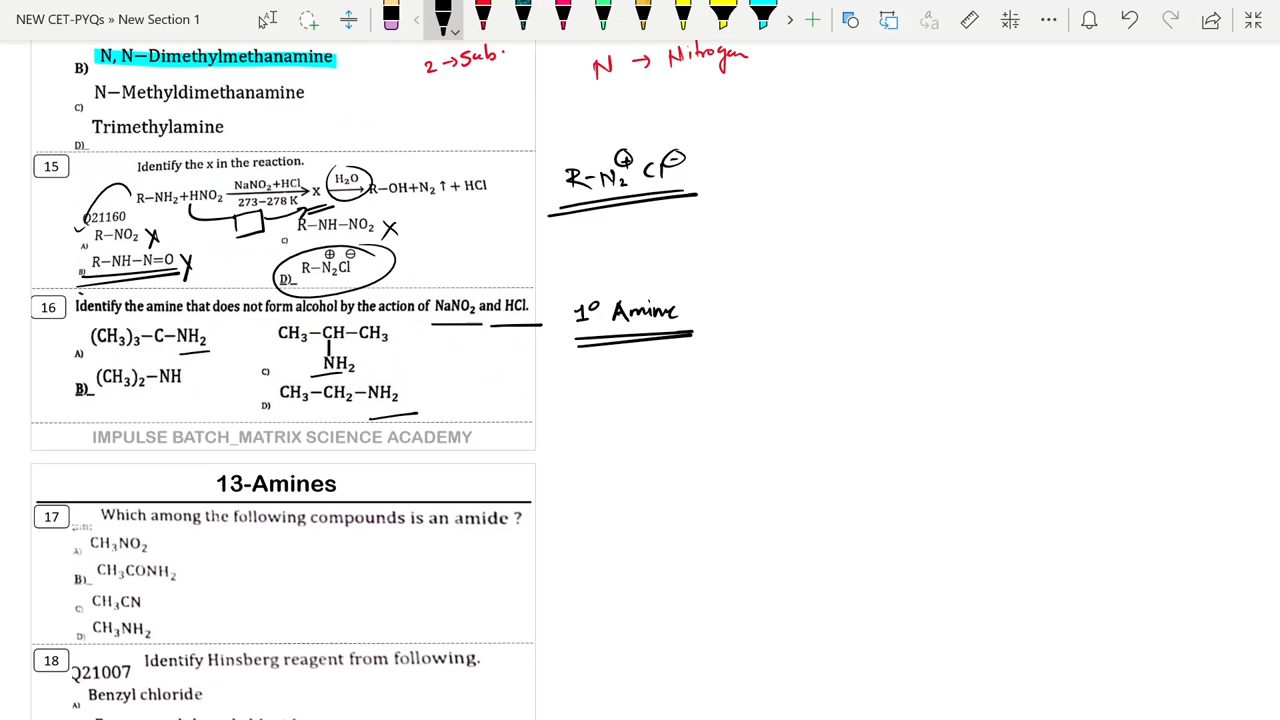 NEW CET-PYQs » New Section 1
B) N, N−Dimethylmethanamine
2 → Sub.
N → Nitrogen
C) N−Methyldimethanamine
D) Trimethylamine
15 Identify the x in the reaction.
R−NH₂+HNO₂ NaNO₂+HCl 273−278 K x H₂O R−OH+N₂ ↑ + HCl
R-N₂⊕ Cl⊖
Q21160
A) R−NO₂ X
C) R−NH−NO₂ X
B) R−NH−N=O X
D) R−N₂⊕Cl⊖
16 Identify the amine that does not form alcohol by the action of NaNO₂ and HCl.
1° Amine
A) (CH₃)₃−C−NH₂
C) CH₃−CH−CH₃
NH₂
B) (CH₃)₂−NH
D) CH₃−CH₂−NH₂
IMPULSE BATCH_MATRIX SCIENCE ACADEMY
13-Amines
17 Which among the following compounds is an amide ?
A) CH₃NO₂
B) CH₃CONH₂
C) CH₃CN
D) CH₃NH₂
18 Identify Hinsberg reagent from following.
Q21007
A) Benzyl chloride